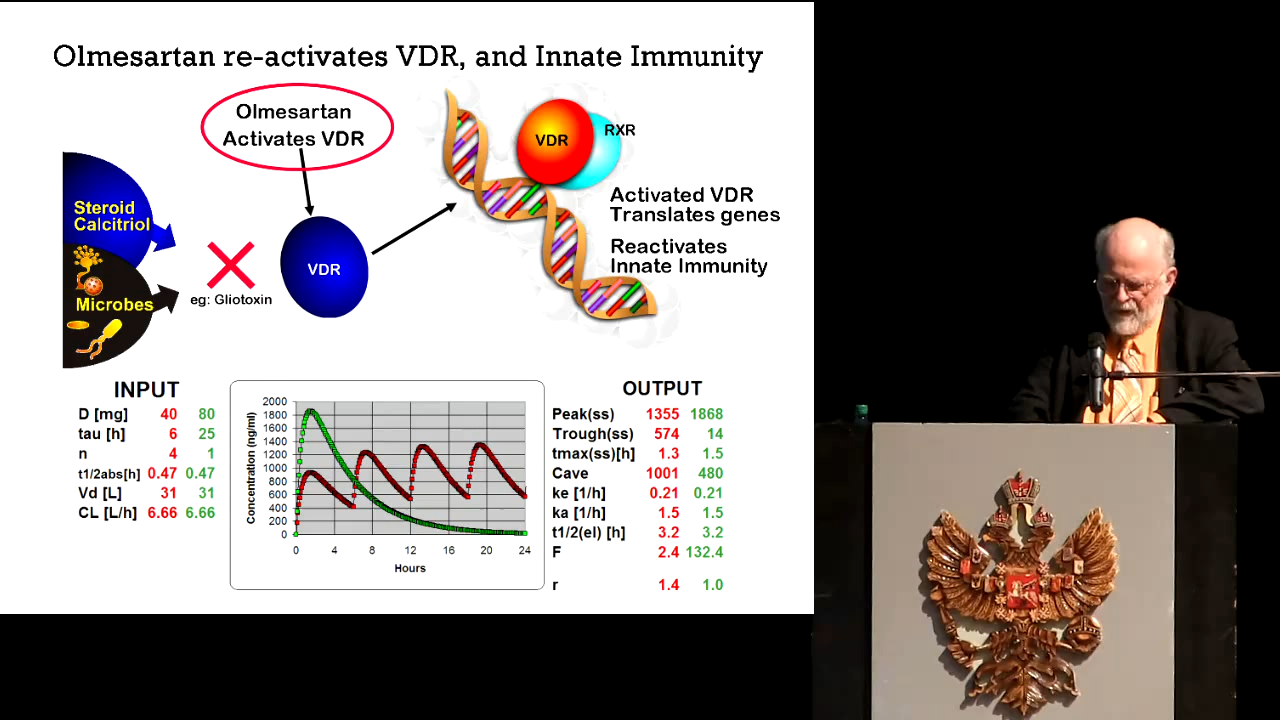 Olmesartan re-activates VDR, and Innate Immunity
Olmesartan
Activates VDR
Steroid
Calcitriol
Microbes
eg: Gliotoxin
VDR
VDR
RXR
Activated VDR
Translates genes
Reactivates
Innate Immunity
INPUT
D [mg] 40 80
tau [h] 6 25
n 4 1
t1/2abs[h] 0.47 0.47
Vd [L] 31 31
CL [L/h] 6.66 6.66
Concentration (ng/ml)
2000
1800
1600
1400
1200
1000
800
600
400
200
0
0 4 8 12 16 20 24
Hours
OUTPUT
Peak(ss) 1355 1868
Trough(ss) 574 14
tmax(ss)[h] 1.3 1.5
Cave 1001 480
ke [1/h] 0.21 0.21
ka [1/h] 1.5 1.5
t1/2(el) [h] 3.2 3.2
F 2.4 132.4
r 1.4 1.0